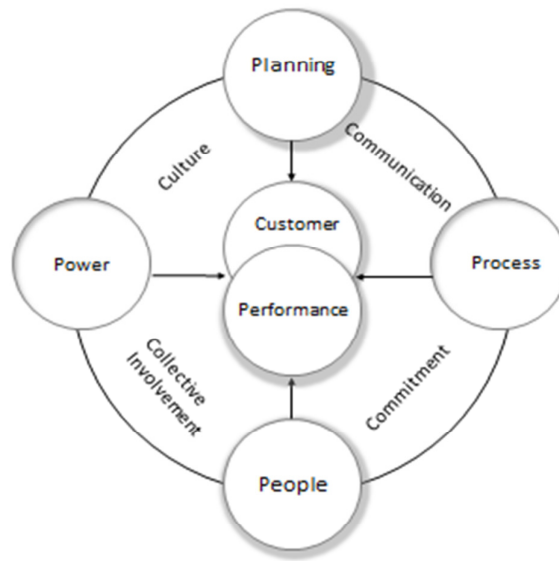 Planning
Culture
Communication
Customer
Power
Process
Performance
Collective
Involvement
Commitment
People